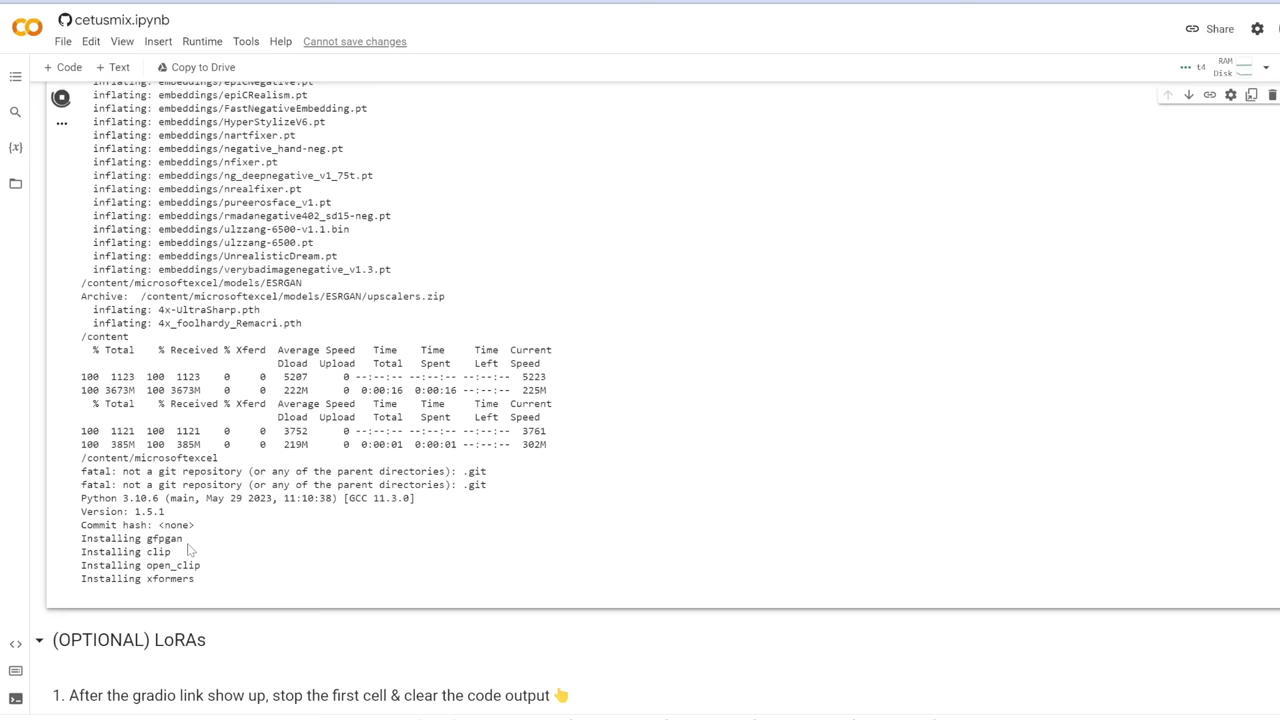 cetusmix.ipynb
Share
File Edit View Insert Runtime Tools Help Cannot save changes
+ Code + Text Copy to Drive
t4 RAM
Disk
inflating: embeddings/epiCNegative.pt
inflating: embeddings/epiCRealism.pt
inflating: embeddings/FastNegativeEmbedding.pt
inflating: embeddings/HyperStylizeV6.pt
inflating: embeddings/nartfixer.pt
inflating: embeddings/negative_hand-neg.pt
inflating: embeddings/nfixer.pt
inflating: embeddings/ng_deepnegative_v1_75t.pt
inflating: embeddings/nrealfixer.pt
inflating: embeddings/pureerosface_v1.pt
inflating: embeddings/rmadanegative402_sd15-neg.pt
inflating: embeddings/ulzzang-6500-v1.1.bin
inflating: embeddings/ulzzang-6500.pt
inflating: embeddings/UnrealisticDream.pt
inflating: embeddings/verybadimagenegative_v1.3.pt
/content/microsoftexcel/models/ESRGAN
Archive: /content/microsoftexcel/models/ESRGAN/upscalers.zip
inflating: 4x-UltraSharp.pth
inflating: 4x_foolhardy_Remacri.pth
/content
% Total % Received % Xferd Average Speed Time Time Time Current
Dload Upload Total Spent Left Speed
100 1123 100 1123 0 0 5207 0 --:--:-- --:--:-- --:--:-- 5223
100 3673M 100 3673M 0 0 222M 0 0:00:16 0:00:16 --:--:-- 225M
% Total % Received % Xferd Average Speed Time Time Time Current
Dload Upload Total Spent Left Speed
100 1121 100 1121 0 0 3752 0 --:--:-- --:--:-- --:--:-- 3761
100 385M 100 385M 0 0 219M 0 0:00:01 0:00:01 --:--:-- 302M
/content/microsoftexcel
fatal: not a git repository (or any of the parent directories): .git
fatal: not a git repository (or any of the parent directories): .git
Python 3.10.6 (main, May 29 2023, 11:10:38) [GCC 11.3.0]
Version: 1.5.1
Commit hash: <none>
Installing gfpgan
Installing clip
Installing open_clip
Installing xformers
(OPTIONAL) LoRAs
1. After the gradio link show up, stop the first cell & clear the code output 👆